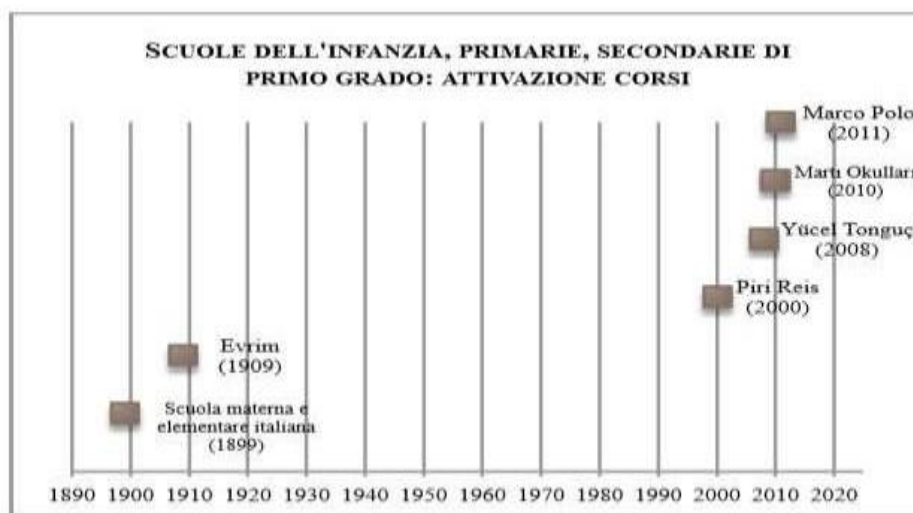 SCUOLE DELL'INFANZIA, PRIMARIE, SECONDARIE DI
PRIMO GRADO: ATTIVAZIONE CORSI
Marco Polo
(2011)
Martı Okulları
(2010)
Yücel Tonguç
(2008)
Piri Reis
(2000)
Evrim
(1909)
Scuola materna e
elementare italiana
(1899)
1890 1900 1910 1920 1930 1940 1950 1960 1970 1980 1990 2000 2010 2020